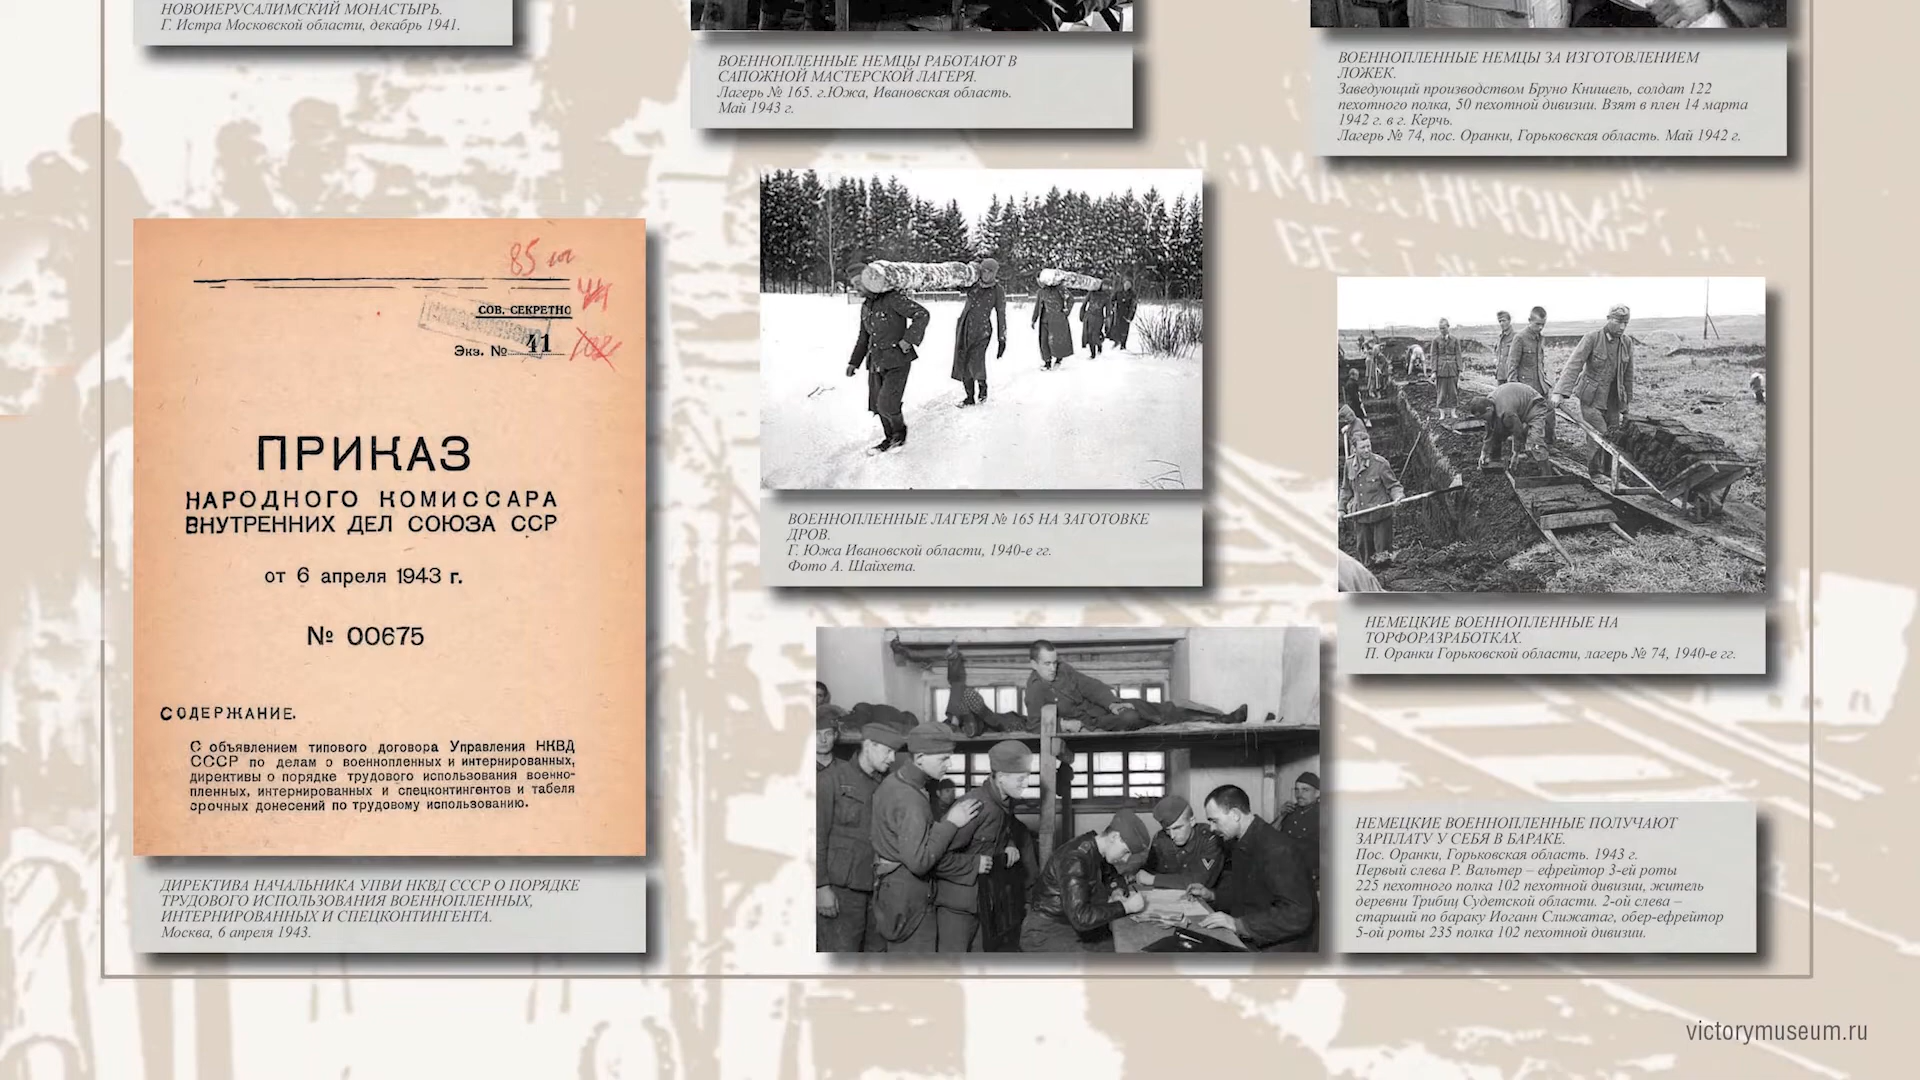 НОВОИЕРУСАЛИМСКИЙ МОНАСТЫРЬ.
Г. Истра Московской области, декабрь 1941.
ВОЕННОПЛЕННЫЕ НЕМЦЫ РАБОТАЮТ В
САПОЖНОЙ МАСТЕРСКОЙ ЛАГЕРЯ.
Лагерь № 165. г.Южа, Ивановская область.
Май 1943 г.
ВОЕННОПЛЕННЫЕ НЕМЦЫ ЗА ИЗГОТОВЛЕНИЕМ
ЛОЖЕК.
Заведующий производством Бруно Книшель, солдат 122
пехотного полка, 50 пехотной дивизии. Взят в плен 14 марта
1942 г. в г. Керчь.
Лагерь № 74, пос. Оранки, Горьковская область. Май 1942 г.
85
СОВ. СЕКРЕТНО
Экз. № 41
ПРИКАЗ
НАРОДНОГО КОМИССАРА
ВНУТРЕННИХ ДЕЛ СОЮЗА ССР
от 6 апреля 1943 г.
№ 00675
СОДЕРЖАНИЕ.
С объявлением типового договора Управления НКВД
СССР по делам о военнопленных и интернированных,
директивы о порядке трудового использования военно-
пленных, интернированных и спецконтингентов и табеля
срочных донесений по трудовому использованию.
ДИРЕКТИВА НАЧАЛЬНИКА УПВИ НКВД СССР О ПОРЯДКЕ
ТРУДОВОГО ИСПОЛЬЗОВАНИЯ ВОЕННОПЛЕННЫХ,
ИНТЕРНИРОВАННЫХ И СПЕЦКОНТИНГЕНТА.
Москва, 6 апреля 1943.
ВОЕННОПЛЕННЫЕ ЛАГЕРЯ № 165 НА ЗАГОТОВКЕ
ДРОВ.
Г. Южа Ивановской области, 1940-е гг.
Фото А. Шайхета.
НЕМЕЦКИЕ ВОЕННОПЛЕННЫЕ НА
ТОРФОРАЗРАБОТКАХ.
П. Оранки Горьковской области, лагерь № 74, 1940-е гг.
НЕМЕЦКИЕ ВОЕННОПЛЕННЫЕ ПОЛУЧАЮТ
ЗАРПЛАТУ У СЕБЯ В БАРАКЕ.
Пос. Оранки, Горьковская область. 1943 г.
Первый слева Р. Вальтер – ефрейтор 3-ей роты
225 пехотного полка 102 пехотной дивизии, житель
деревни Трибиц Судетской области. 2-ой слева –
старший по бараку Иоганн Слижатаг, обер-ефрейтор
5-ой роты 235 полка 102 пехотной дивизии.
victorymuseum.ru